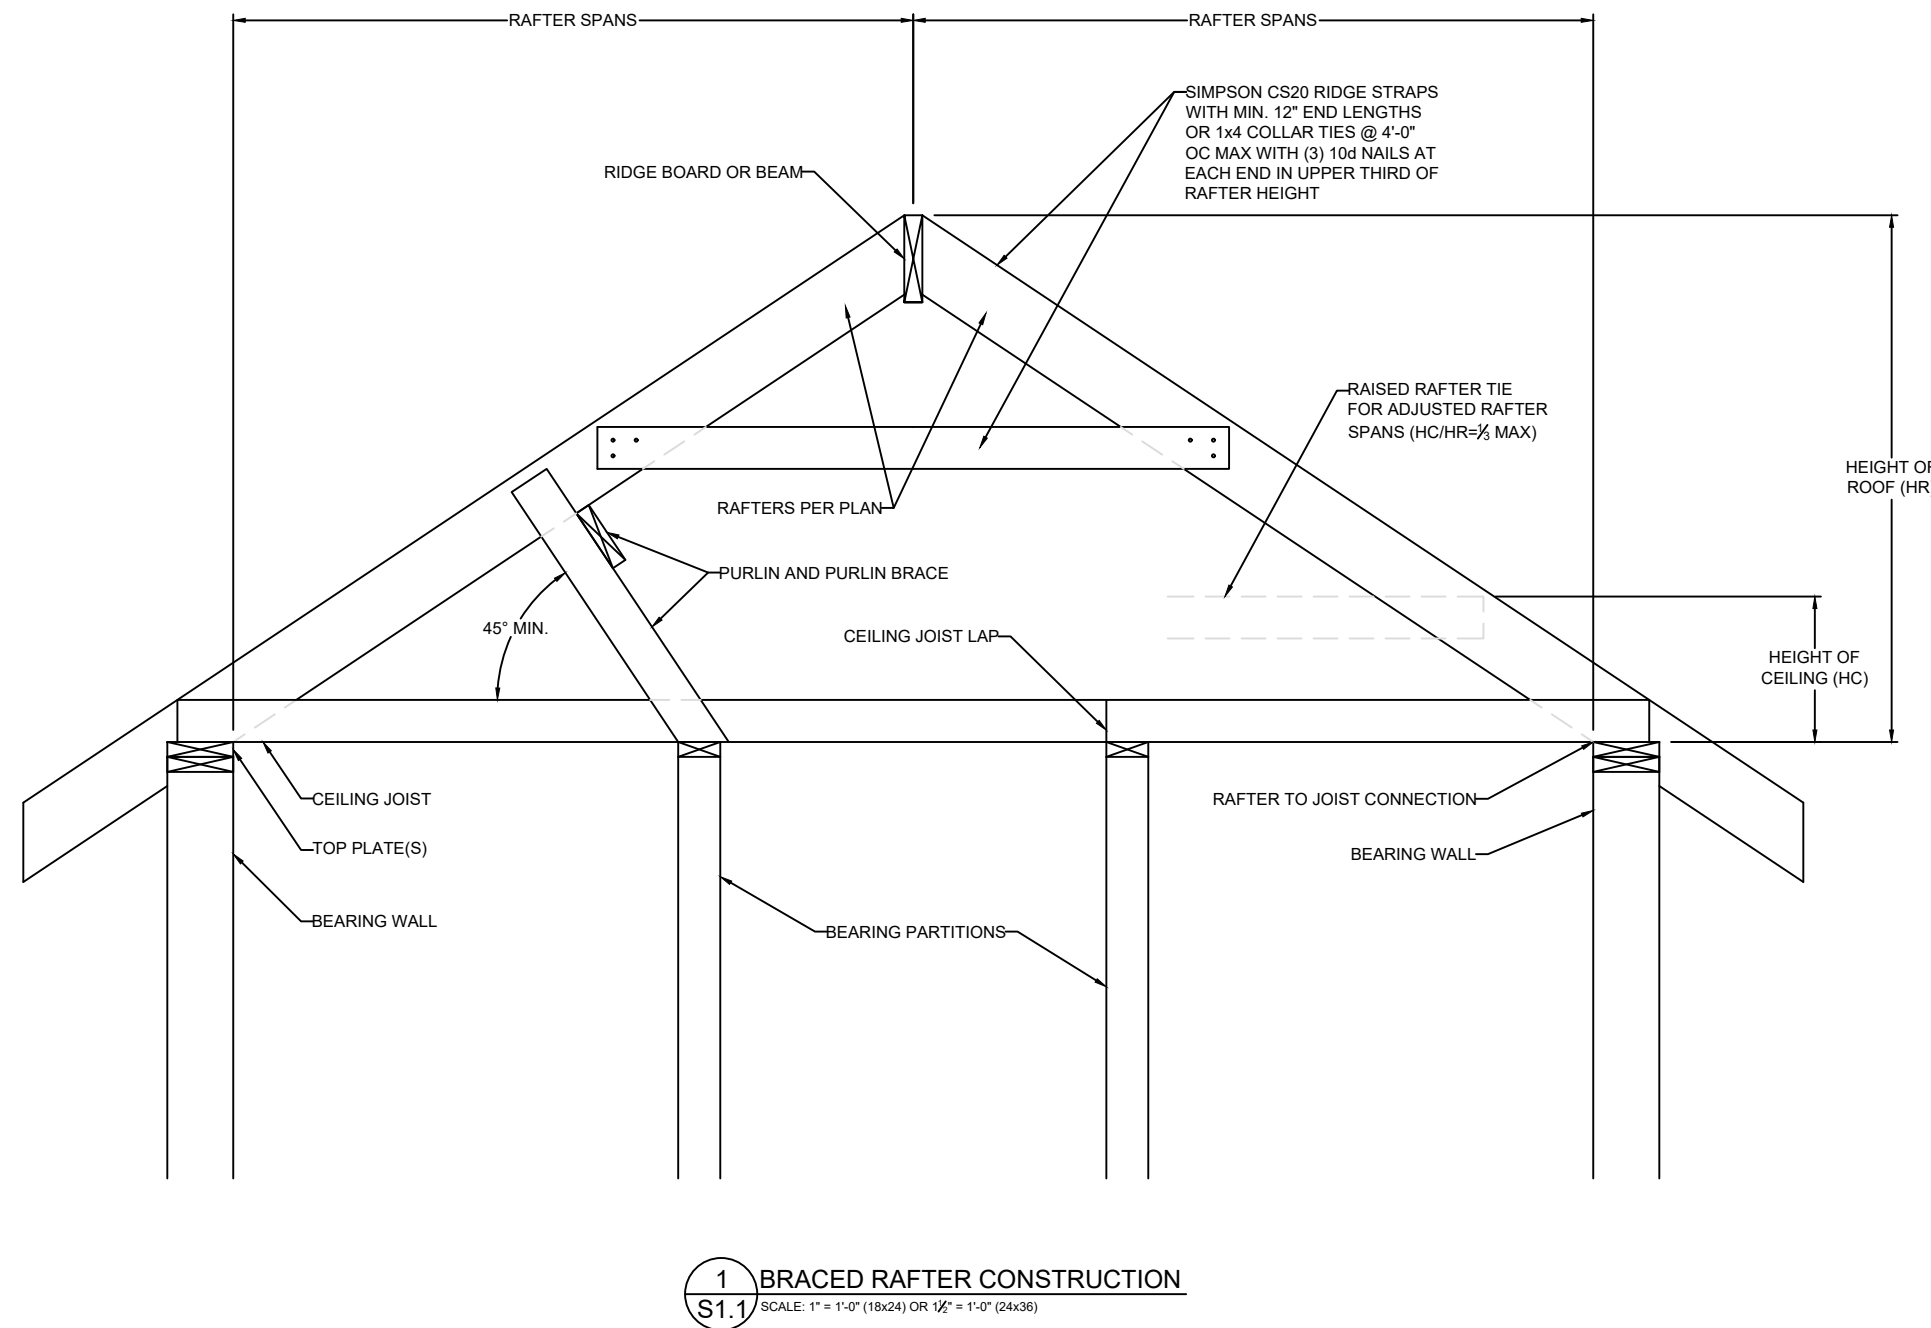 RAFTER SPANS
RAFTER SPANS
SIMPSON CS20 RIDGE STRAPS
WITH MIN. 12" END LENGTHS
OR 1x4 COLLAR TIES @ 4'-0"
OC MAX WITH (3) 10d NAILS AT
EACH END IN UPPER THIRD OF
RAFTER HEIGHT
RIDGE BOARD OR BEAM
RAISED RAFTER TIE
FOR ADJUSTED RAFTER
SPANS (HC/HR=⅓ MAX)
HEIGHT OF
ROOF (HR
RAFTERS PER PLAN
PURLIN AND PURLIN BRACE
45° MIN.
CEILING JOIST LAP
HEIGHT OF
CEILING (HC)
CEILING JOIST
RAFTER TO JOIST CONNECTION
TOP PLATE(S)
BEARING WALL
BEARING WALL
BEARING PARTITIONS
1
S1.1
BRACED RAFTER CONSTRUCTION
SCALE: 1" = 1'-0" (18x24) OR 1½" = 1'-0" (24x36)